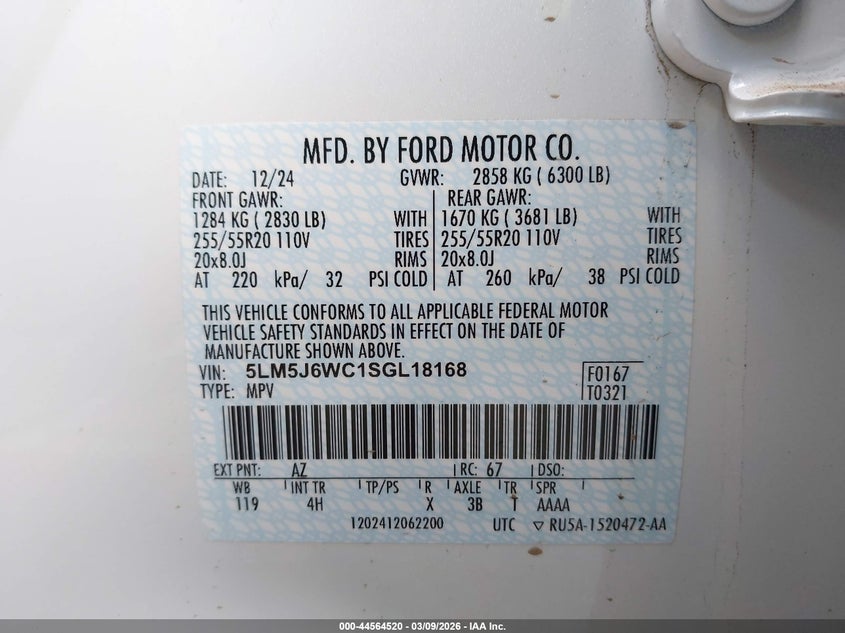 MFD. BY FORD MOTOR CO.
DATE: 12/24 GVWR: 2858 KG ( 6300 LB)
FRONT GAWR: REAR GAWR:
1284 KG ( 2830 LB) WITH 1670 KG ( 3681 LB) WITH
255/55R20 110V TIRES 255/55R20 110V TIRES
20x8.0J RIMS 20x8.0J RIMS
AT 220 kPa/ 32 PSI COLD AT 260 kPa/ 38 PSI COLD
THIS VEHICLE CONFORMS TO ALL APPLICABLE FEDERAL MOTOR
VEHICLE SAFETY STANDARDS IN EFFECT ON THE DATE OF
MANUFACTURE SHOWN ABOVE.
VIN: 5LM5J6WC1SGL18168 F0167
TYPE: MPV T0321
EXT PNT: AZ RC: 67 DSO:
WB INT TR TP/PS R AXLE TR SPR
119 4H X 3B T AAAA
1202412062200 UTC ▽ RU5A-1520472-AA
000-44564520 - 03/09/2026 - IAA Inc.